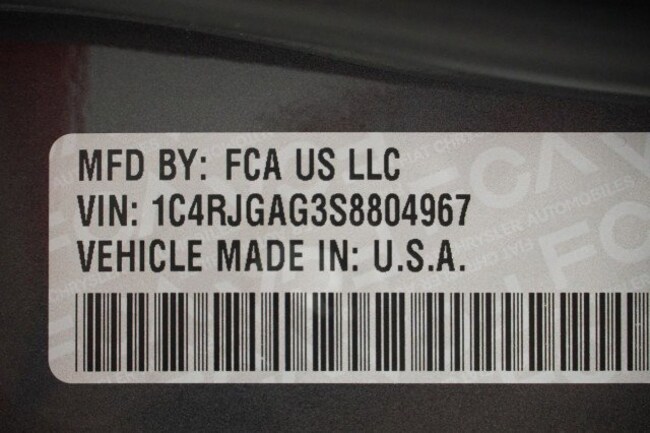 MFD BY: FCA US LLC
VIN: 1C4RJGAG3S8804967
VEHICLE MADE IN: U.S.A.